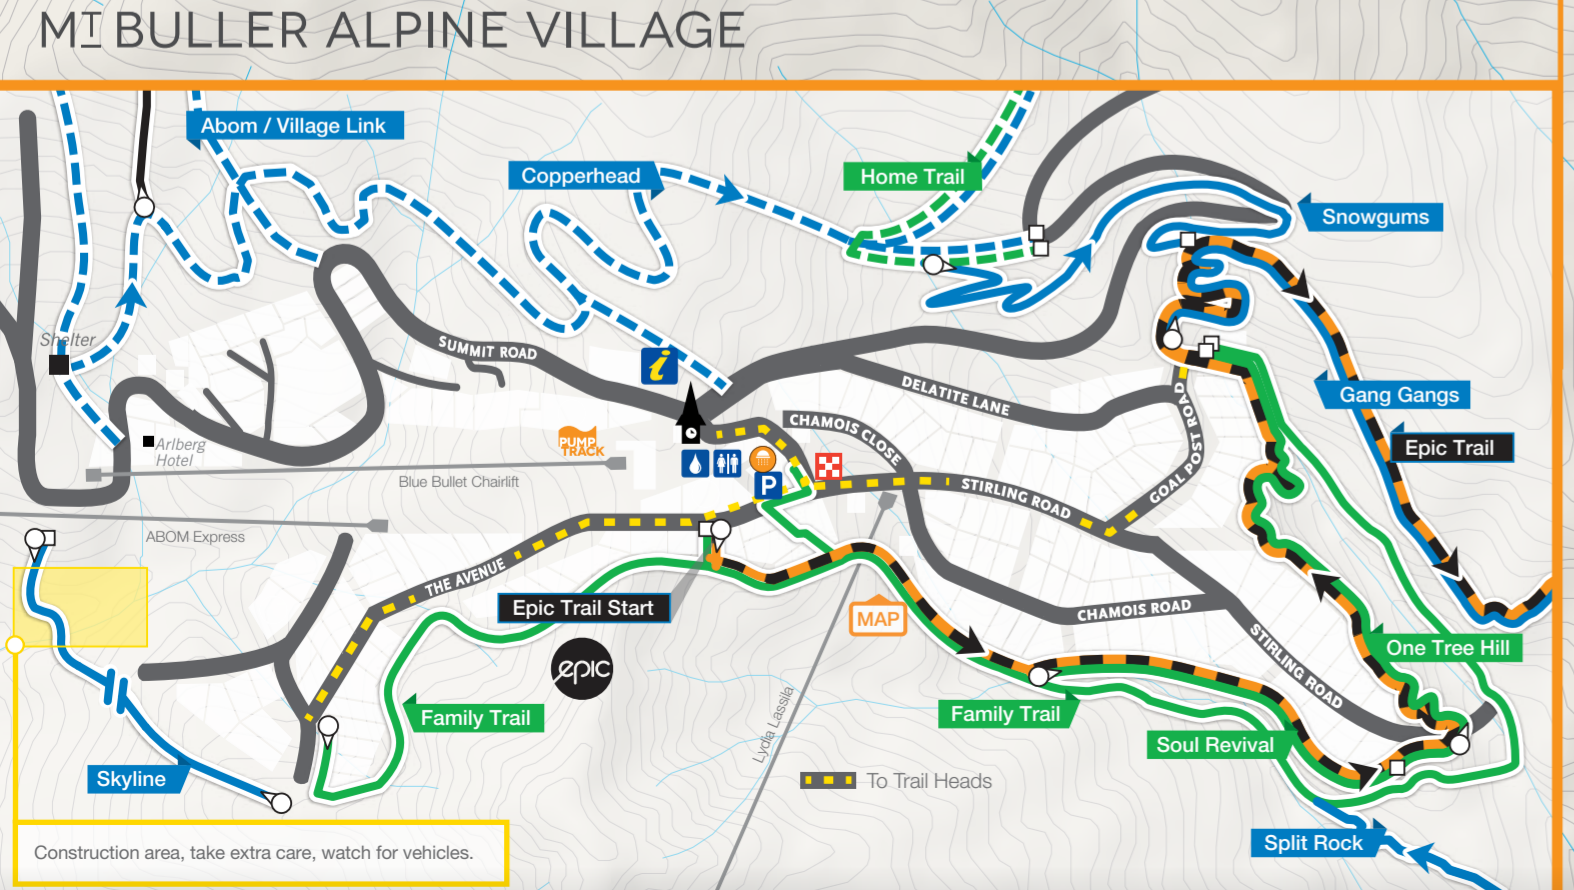 MT BULLER ALPINE VILLAGE
Abom / Village Link
Copperhead
Home Trail
Snowgums
Shelter
SUMMIT ROAD
i
DELATITE LANE
GOAL POST ROAD
Gang Gangs
Epic Trail
CHAMOIS CLOSE
Arlberg
Hotel
PUMP
TRACK
P
Blue Bullet Chairlift
STIRLING ROAD
ABOM Express
THE AVENUE
Epic Trail Start
MAP
CHAMOIS ROAD
epic
One Tree Hill
STIRLING ROAD
Family Trail
Lydia Lassila
Family Trail
Soul Revival
Skyline
To Trail Heads
Split Rock
Construction area, take extra care, watch for vehicles.